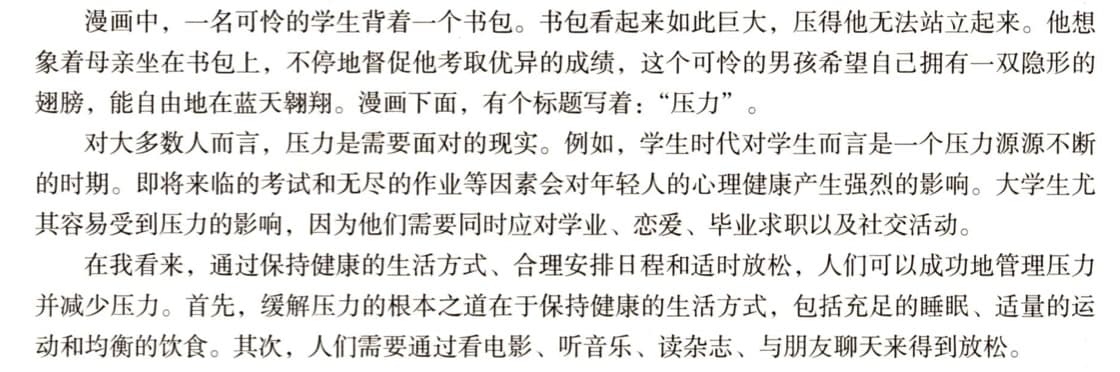 漫画中，一名可怜的学生背着一个书包。书包看起来如此巨大，压得他无法站立起来。他想
象着母亲坐在书包上，不停地督促他考取优异的成绩，这个可怜的男孩希望自己拥有一双隐形的
翅膀，能自由地在蓝天翱翔。漫画下面，有个标题写着：“压力”。
对大多数人而言，压力是需要面对的现实。例如，学生时代对学生而言是一个压力源源不断
的时期。即将来临的考试和无尽的作业等因素会对年轻人的心理健康产生强烈的影响。大学生尤
其容易受到压力的影响，因为他们需要同时应对学业、恋爱、毕业求职以及社交活动。
在我看来，通过保持健康的生活方式、合理安排日程和适时放松，人们可以成功地管理压力
并减少压力。首先，缓解压力的根本之道在于保持健康的生活方式，包括充足的睡眠、适量的运
动和均衡的饮食。其次，人们需要通过看电影、听音乐、读杂志、与朋友聊天来得到放松。